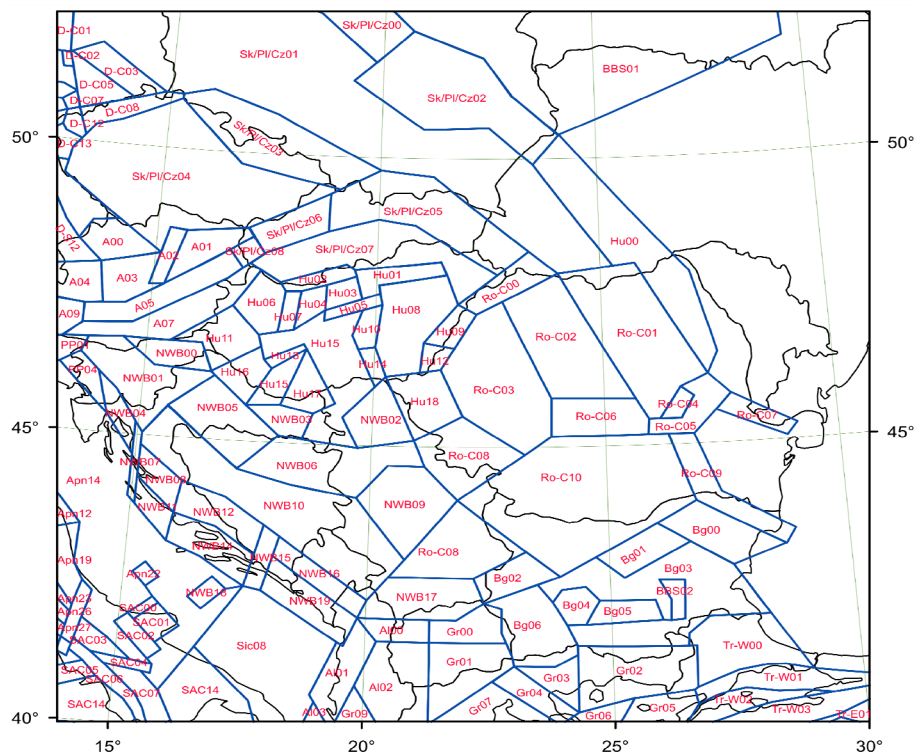 D-C01
Sk/Pl/Cz00
Sk/Pl/Cz01
D-C02
D-C03
BBS01
D-C05
Sk/Pl/Cz02
D-C07
D-C08
D-C12
50°
50°
D-C13
Sk/Pl/Cz03
Sk/Pl/Cz04
Sk/Pl/Cz05
Sk/Pl/Cz06
D-S12
A00
A01
A02
Sk/Pl/Cz08
Sk/Pl/Cz07
Hu00
A04
A03
Hu01
Hu02
Hu03
Ro-C00
A05
Hu06
Hu04
Hu05
Hu08
A09
A07
Hu07
Hu10
Hu09
Ro-C02
Ro-C01
PP01
NWB00
Hu11
Hu15
Hu13
Hu14
Hu12
PP04
NWB01
Hu16
Hu15
Hu17
Hu18
Ro-C03
Ro-C04
NWB04
NWB05
NWB03
NWB02
Ro-C06
Ro-C05
Ro-C07
45°
45°
NWB07
NWB06
Ro-C08
Apn14
NWB08
Ro-C10
Ro-C09
NWB11
NWB12
NWB10
NWB09
Apn12
Bg00
NWB14
NWB15
Ro-C08
Bg01
Apn19
Apn22
NWB16
Bg02
Bg03
NWB18
NWB19
NWB17
BBS02
Apn23
Apn26
SAC00
Bg04
Bg05
Apn27
SAC01
SAC02
Al00
Gr00
Bg06
SAC03
Sic08
Tr-W00
SAC04
SAC05
SAC06
Al01
Gr01
Gr02
Gr03
Tr-W01
SAC07
SAC14
Al02
Gr04
SAC14
Al03
Gr09
Gr07
Gr06
Gr05
Tr-W02
Tr-W03
Tr-E01
40°
40°
15°
20°
25°
30°